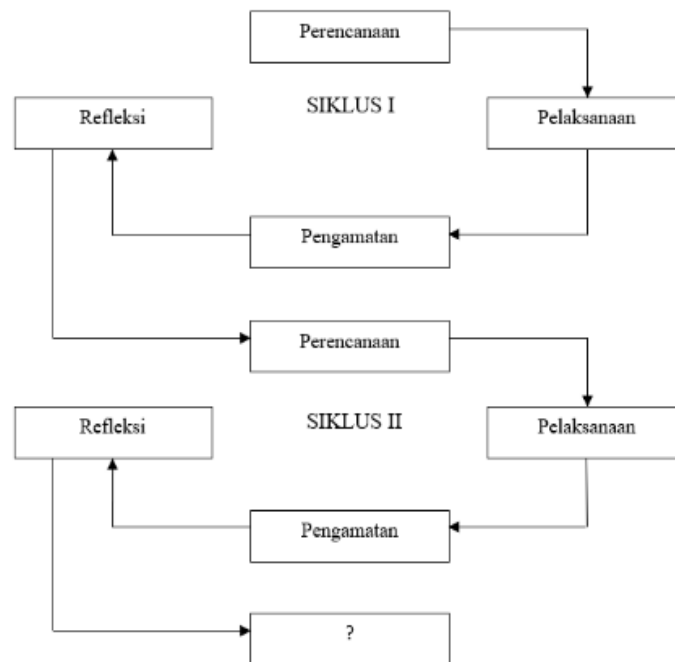 Perencanaan
SIKLUS I
Refleksi
Pelaksanaan
Pengamatan
Perencanaan
SIKLUS II
Refleksi
Pelaksanaan
Pengamatan
?